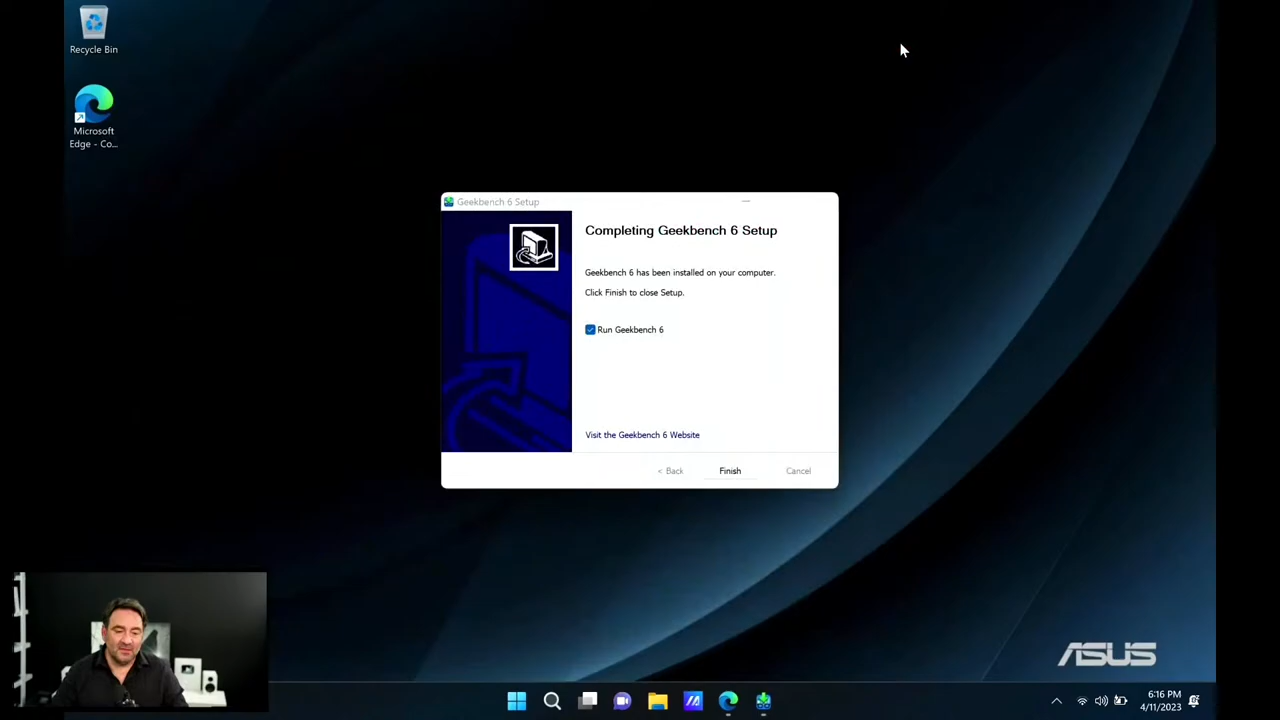 Recycle Bin
Microsoft
Edge - Co...
Geekbench 6 Setup
Completing Geekbench 6 Setup
Geekbench 6 has been installed on your computer.
Click Finish to close Setup.
Run Geekbench 6
Visit the Geekbench 6 Website
< Back
Finish
Cancel
ASUS
6:16 PM
4/11/2023